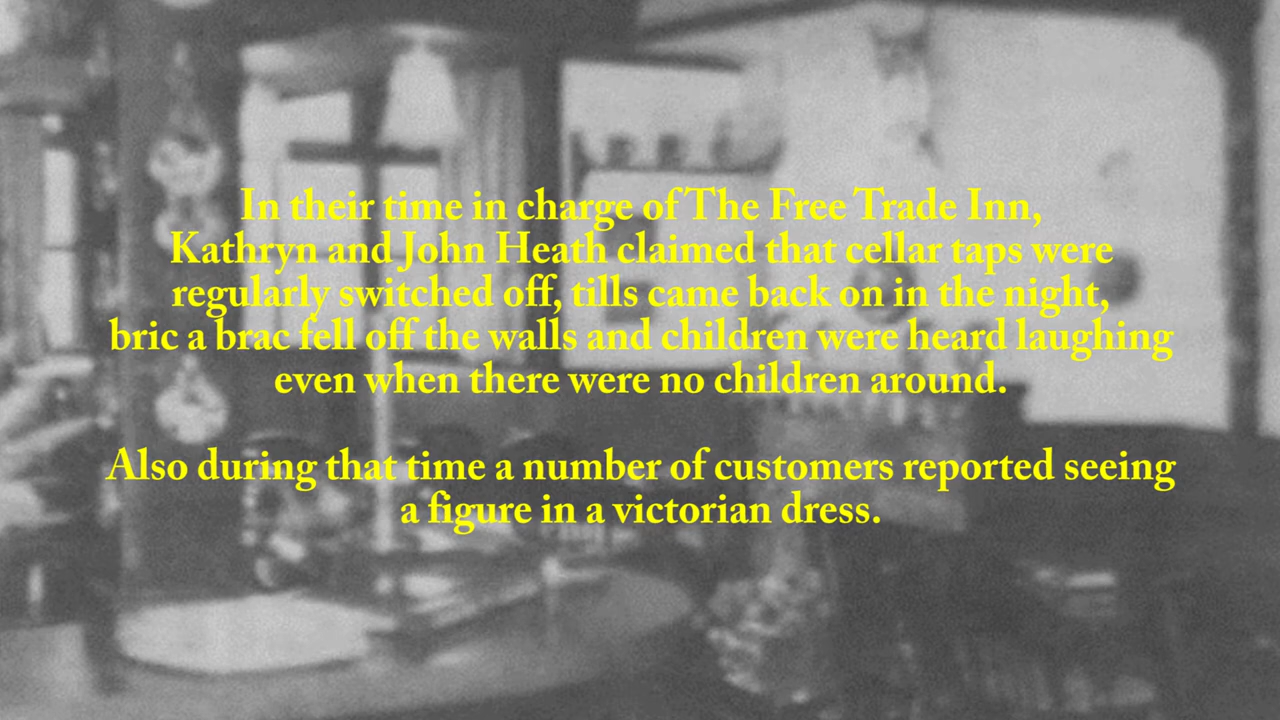 In their time in charge of The Free Trade Inn,
Kathryn and John Heath claimed that cellar taps were
regularly switched off, tills came back on in the night,
bric a brac fell off the walls and children were heard laughing
even when there were no children around.
Also during that time a number of customers reported seeing
a figure in a victorian dress.